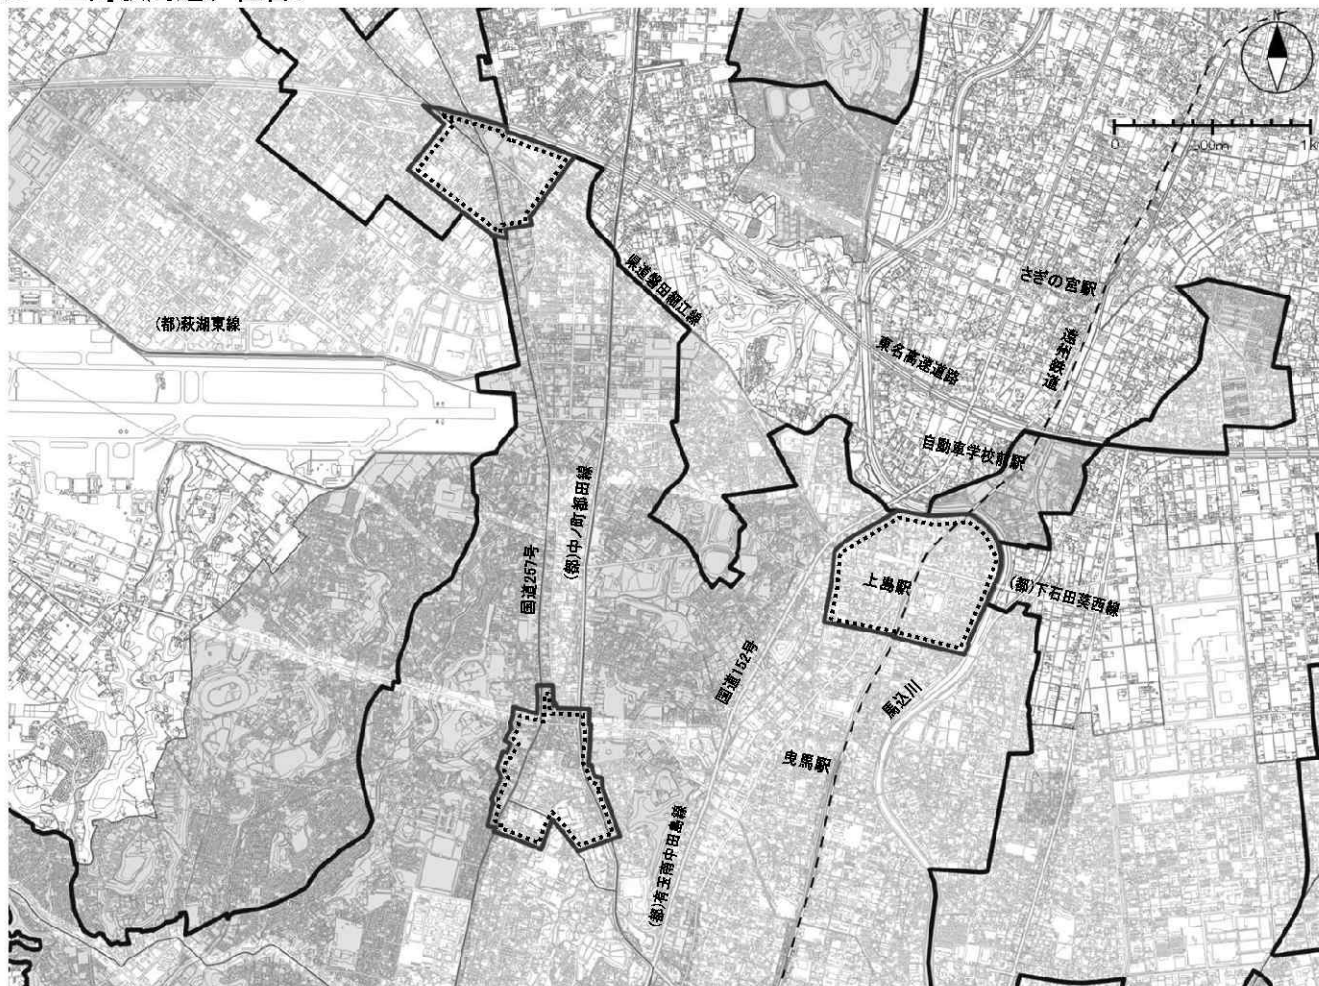 0
500m
さぎの宮駅
県道磐田細江線
(都)萩湖東線
遠州鉄道
東名高速道路
自動車学校前駅
(都)中ノ町都田線
国道257号
上島駅
(都)下石田葵西線
国道152号
馬込川
曳馬駅
(都)有玉南中田島線